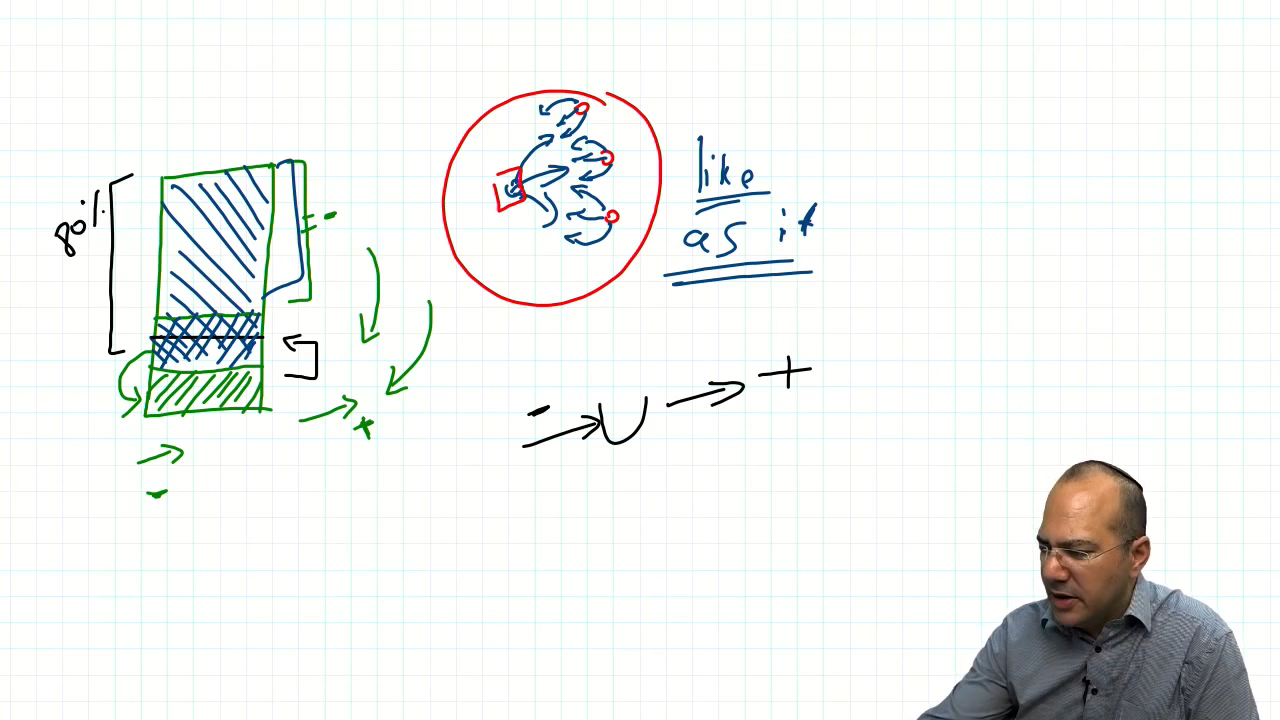 80%
like
as if
- → U → +